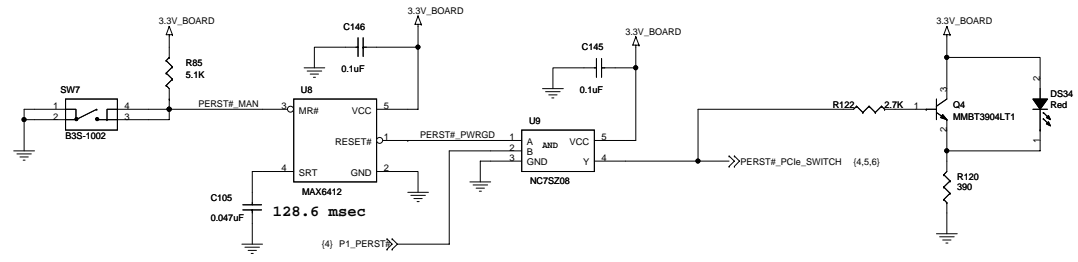 3.3V_BOARD
R85
5.1K
SW7
1
2
4
3
B3S-1002
PERST#_MAN
C146
0.1uF
3.3V_BOARD
U8
3
MR#
VCC
5
RESET#
1
4
SRT
GND
2
MAX6412
C105
0.047uF
128.6 msec
PERST#_PWRGD
{4} P1_PERST#
C145
0.1uF
3.3V_BOARD
U9
1
2
3
A
B
GND
AND
VCC
5
Y
4
NC7SZ08
PERST#_PCIe_SWITCH {4,5,6}
R122
2.7K
3.3V_BOARD
3
1
2
Q4
MMBT3904LT1
2
DS34
Red
1
R120
390